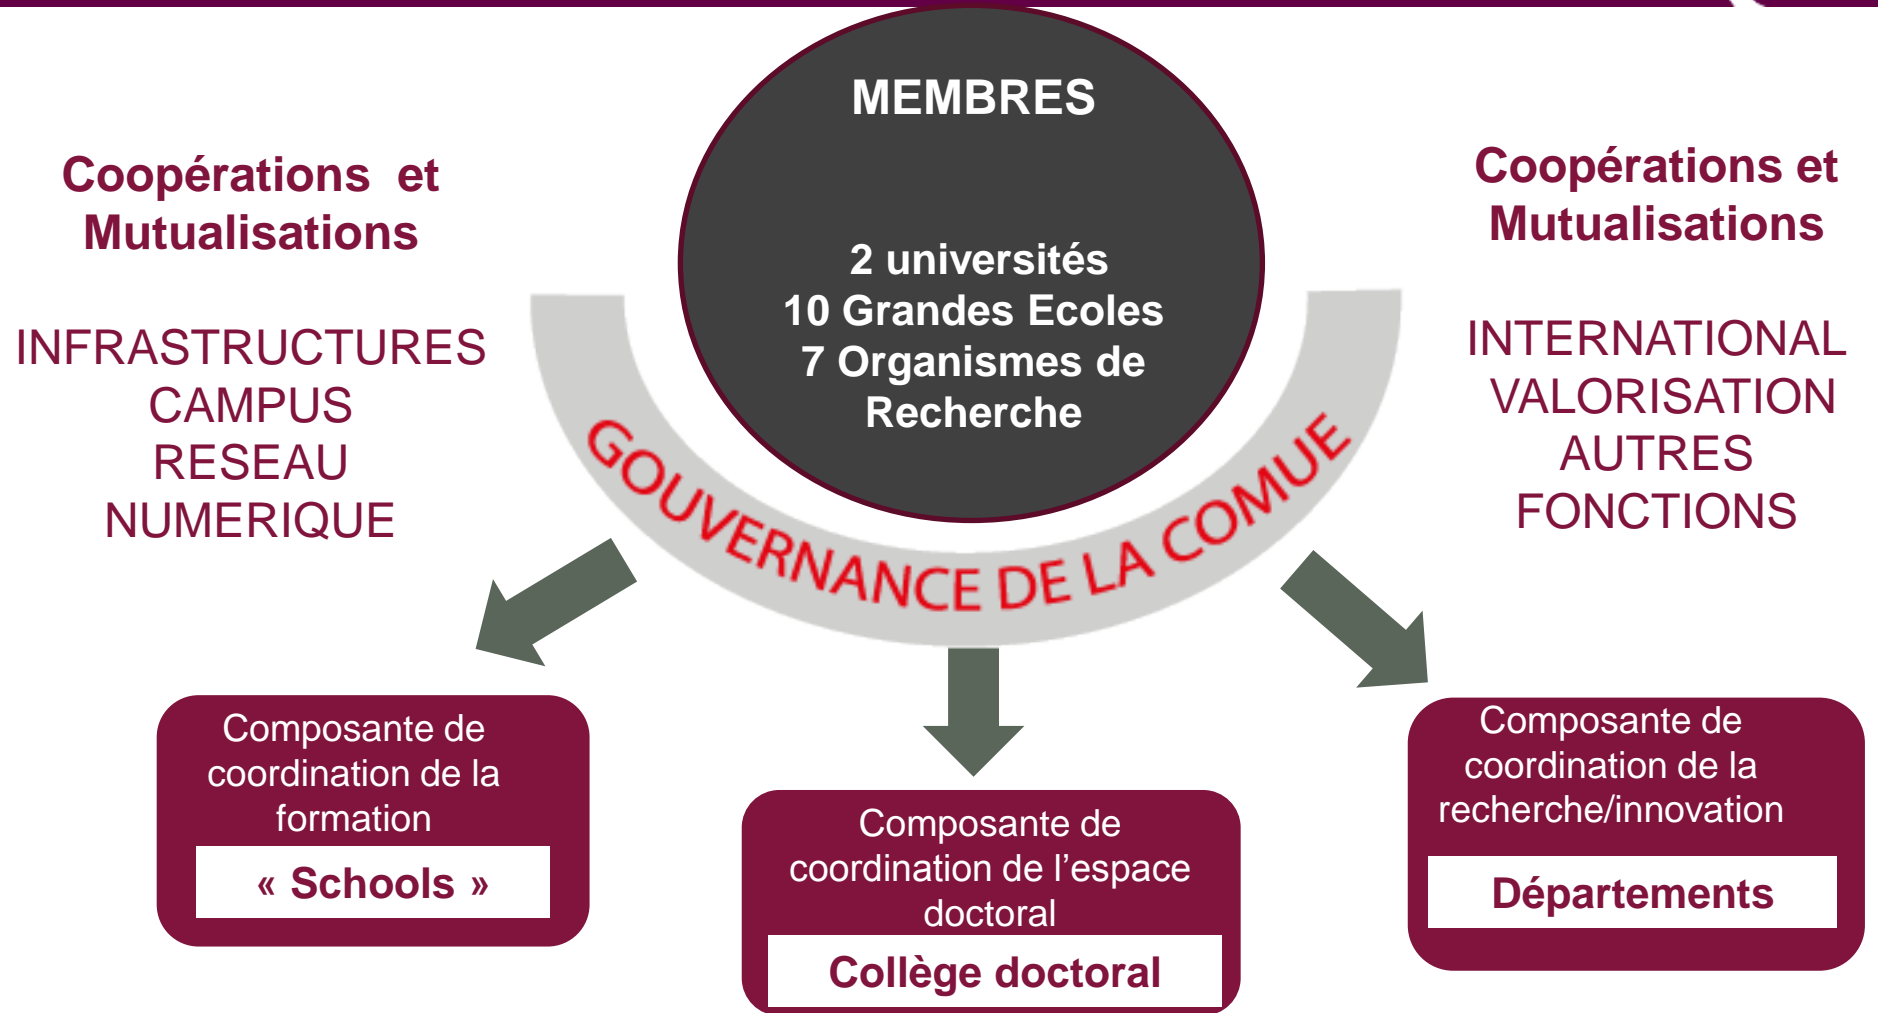 MEMBRES
2 universités
10 Grandes Ecoles
7 Organismes de
Recherche
Coopérations et
Mutualisations
INFRASTRUCTURES
CAMPUS
RESEAU
NUMERIQUE
Coopérations et
Mutualisations
INTERNATIONAL
VALORISATION
AUTRES
FONCTIONS
GOUVERNANCE DE LA COMUE
Composante de
coordination de la
formation
« Schools »
Composante de
coordination de l’espace
doctoral
Collège doctoral
Composante de
coordination de la
recherche/innovation
Départements